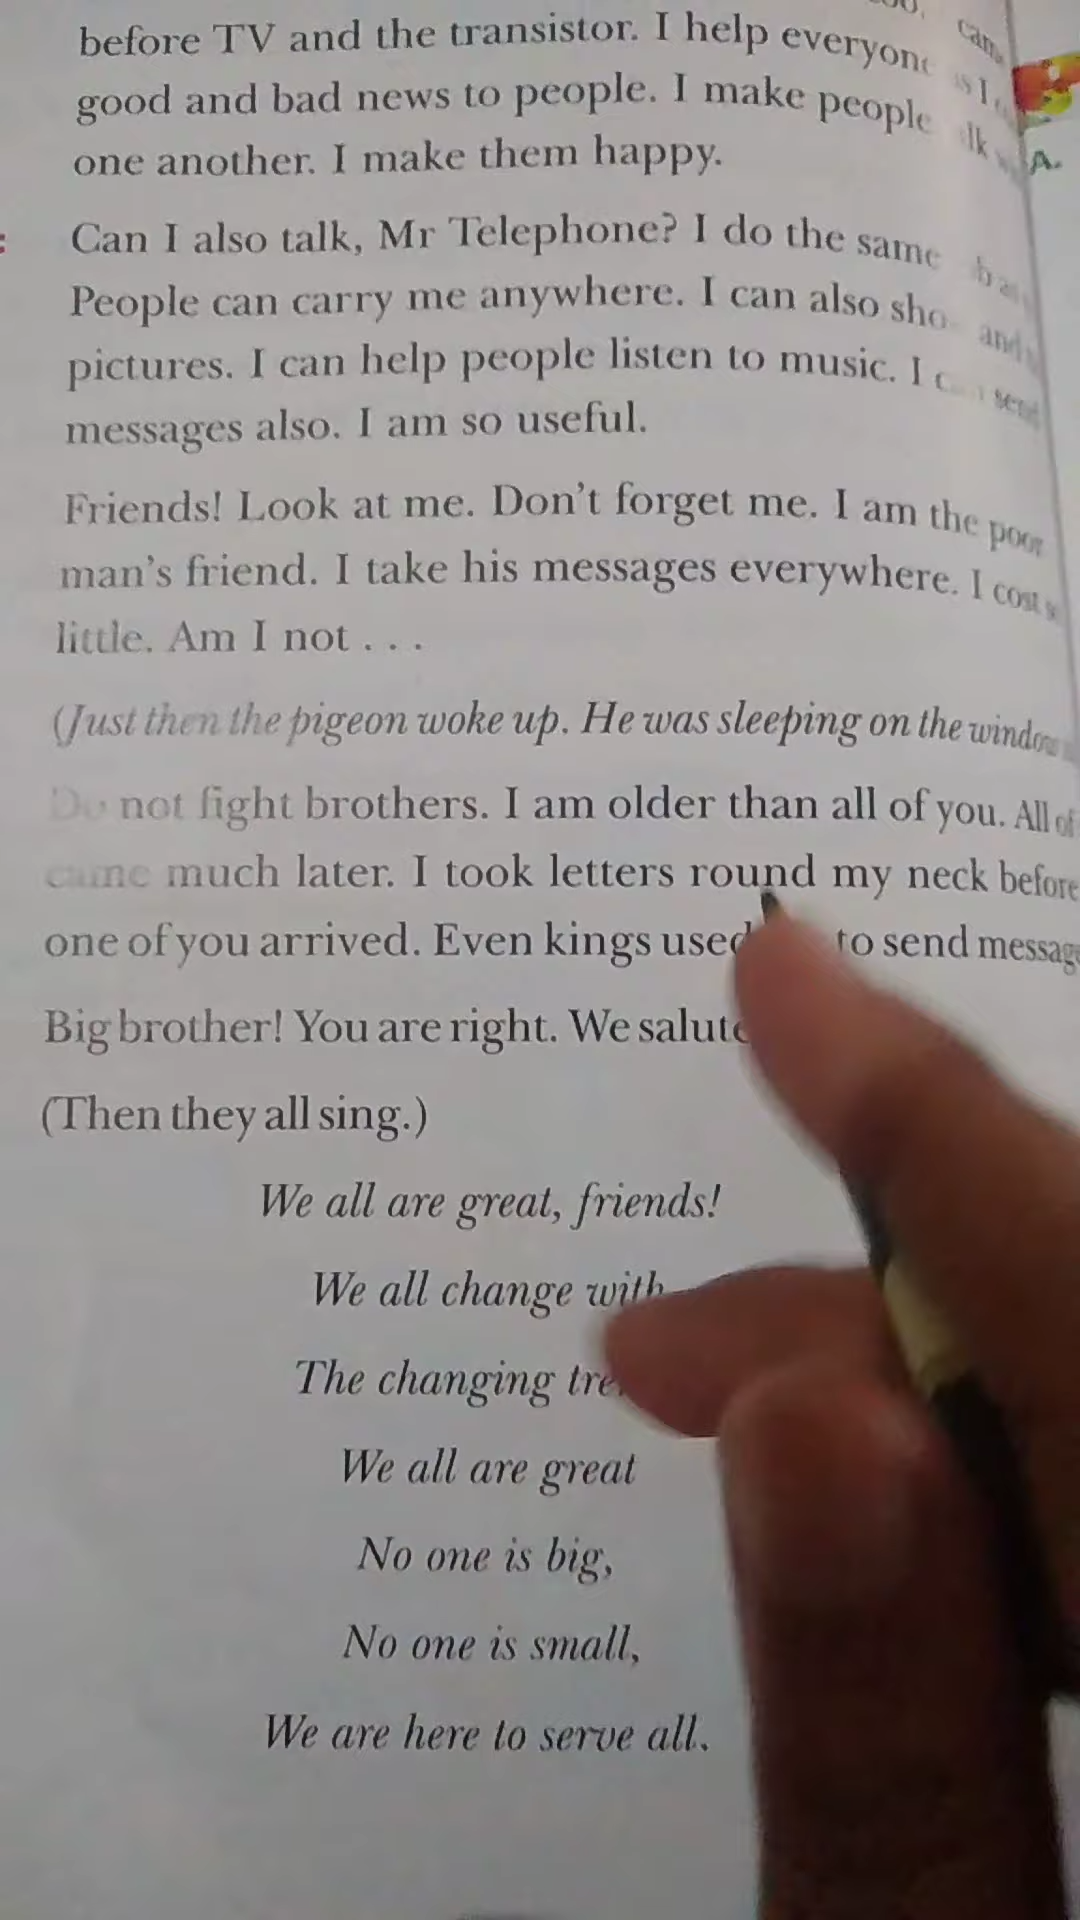 before TV and the transistor. I help everyone
good and bad news to people. I make people
one another. I make them happy.
: Can I also talk, Mr Telephone? I do the same
People can carry me anywhere. I can also and
pictures. I can help people listen to music. I send
messages also. I am so useful.
Friends! Look at me. Don't forget me. I am the poor
man's friend. I take his messages everywhere. I cost
little. Am I not . . .
(Just then the pigeon woke up. He was sleeping on the window
Do not fight brothers. I am older than all of you. All of
came much later. I took letters round my neck before
one of you arrived. Even kings used to send
Big brother! You are right. We salute
(Then they all sing.)
We all are great, friends!
We all change with
The changing
We all are great
No one is big,
No one is small,
We are here to serve all.